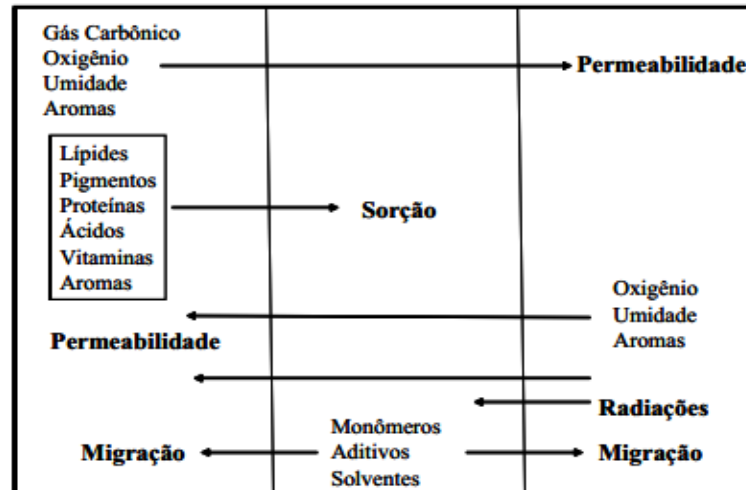 Gás Carbônico
Oxigênio
Umidade
Aromas
Permeabilidade
Lípides
Pigmentos
Proteínas
Ácidos
Vitaminas
Aromas
Sorção
Oxigênio
Umidade
Aromas
Permeabilidade
Radiações
Migração
Monômeros
Aditivos
Solventes
Migração